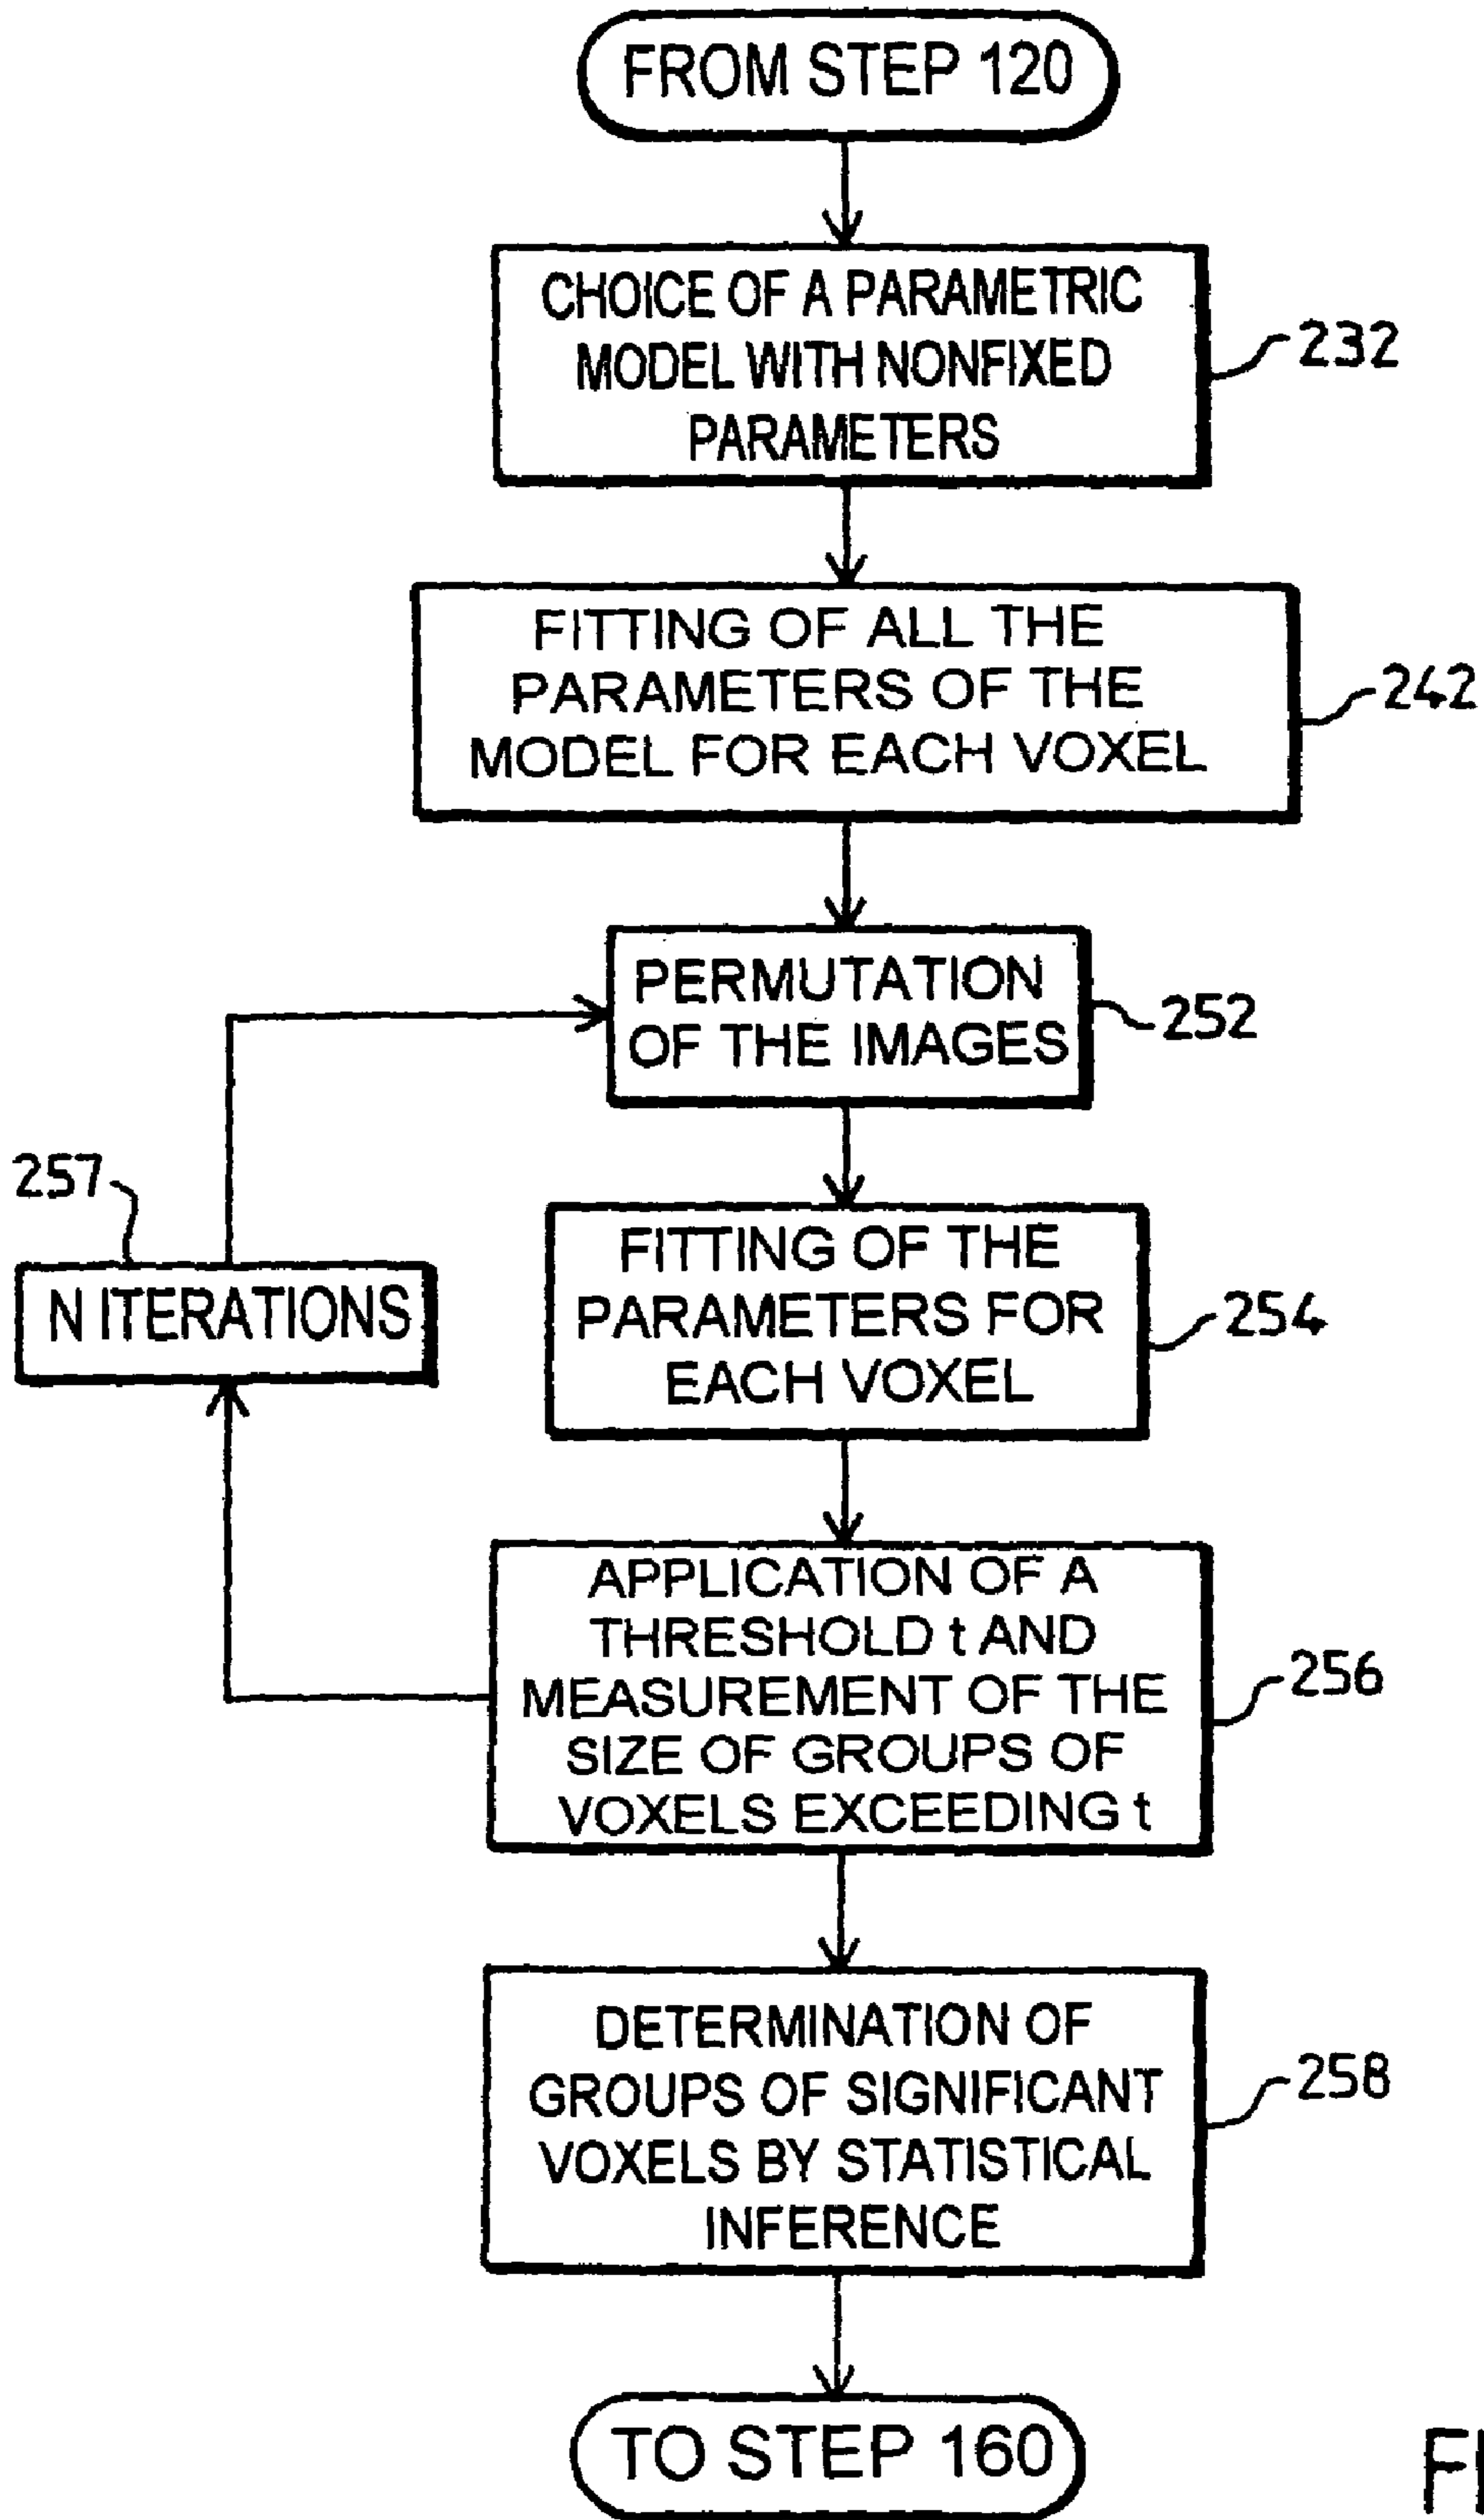 FROM STEP 120
CHOICE OF A PARAMETRIC
MODEL WITH NONFIXED
PARAMETERS
232
FITTING OF ALL THE
PARAMETERS OF THE
MODEL FOR EACH VOXEL
242
PERMUTATION
OF THE IMAGES
252
257
N ITERATIONS
FITTING OF THE
PARAMETERS FOR
EACH VOXEL
254
APPLICATION OF A
THRESHOLD t AND
MEASUREMENT OF THE
SIZE OF GROUPS OF
VOXELS EXCEEDING t
256
DETERMINATION OF
GROUPS OF SIGNIFICANT
VOXELS BY STATISTICAL
INFERENCE
258
TO STEP 160